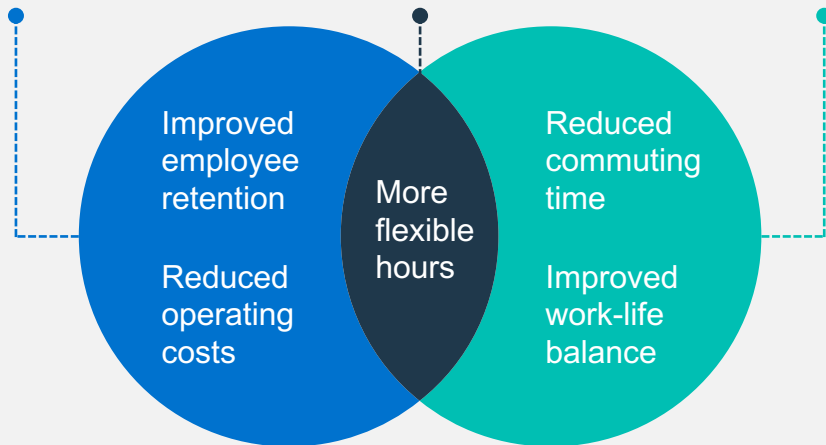 Improved
employee
retention
Reduced
operating
costs
More
flexible
hours
Reduced
commuting
time
Improved
work-life
balance